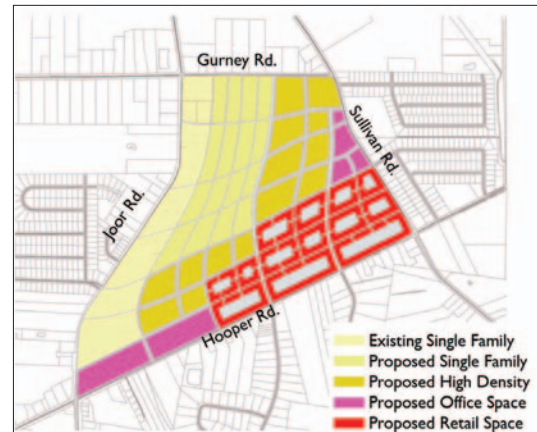 Gurney Rd.
Sullivan Rd.
Joor Rd.
Hooper Rd.
Existing Single Family
Proposed Single Family
Proposed High Density
Proposed Office Space
Proposed Retail Space